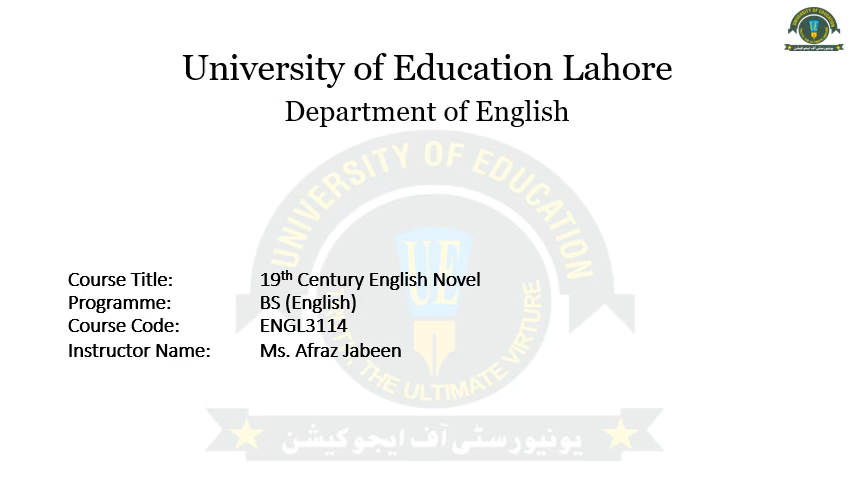 University of Education Lahore
Department of English
UNIVERSITY OF EDUCATION
UE
Course Title: 19th Century English Novel
Programme: BS (English)
Course Code: ENGL3114
Instructor Name: Ms. Afraz Jabeen
THE ULTIMATE VIRTURE
یونیورسٹی آف ایجوکیشن